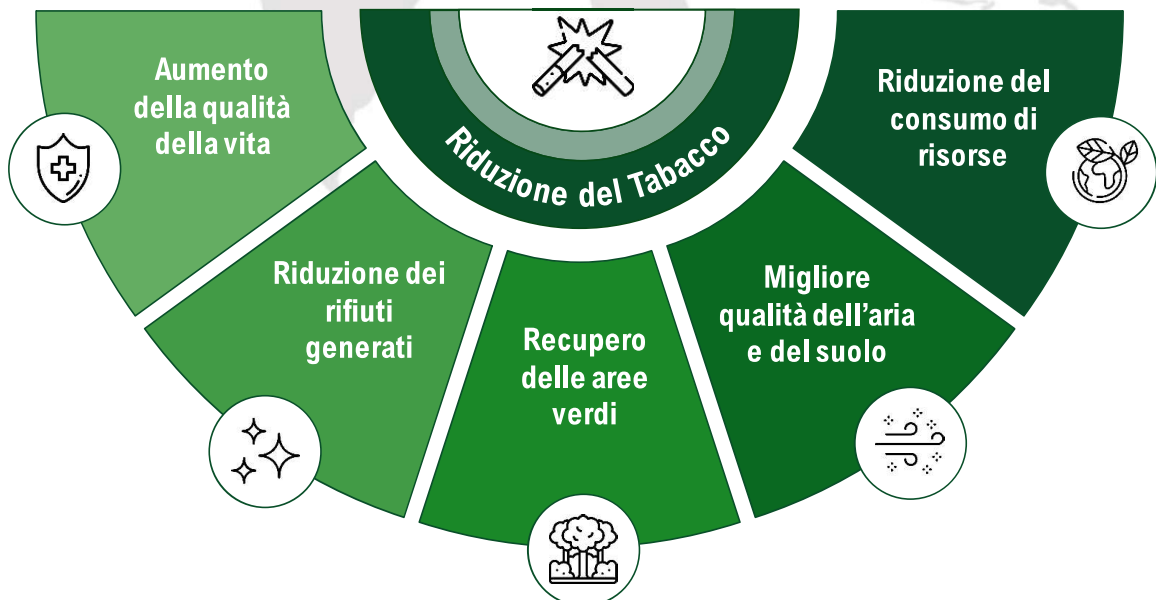 Riduzione del Tabacco
Aumento
della qualità
della vita
Riduzione dei
rifiuti
generati
Recupero
delle aree
verdi
Migliore
qualità dell’aria
e del suolo
Riduzione del
consumo di
risorse